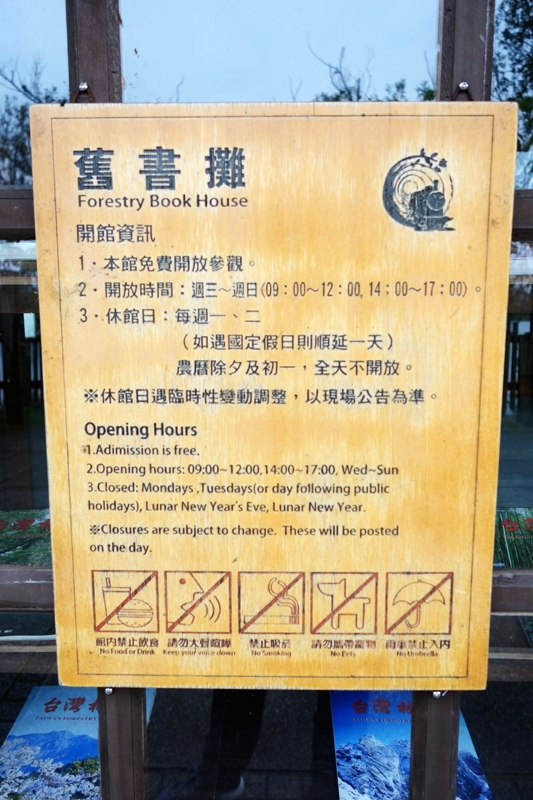 舊書攤
Forestry Book House
開館資訊
1．本館免費開放參觀。
2．開放時間：週三～週日(09：00～12：00, 14；00～17：00)。
3．休館日：每週一、二
（如遇國定假日則順延一天）
農曆除夕及初一，全天不開放。
※休館日遇臨時性變動調整，以現場公告為準。
Opening Hours
1.Adimission is free.
2.Opening hours: 09:00~12:00,14:00~17:00, Wed~Sun
3.Closed: Mondays ,Tuesdays(or day following public
holidays), Lunar New Year's Eve, Lunar New Year.
※Closures are subject to change. These will be posted
on the day.
館內禁止飲食 請勿大聲喧嘩 禁止吸菸 請勿攜帶寵物 雨傘禁止入內
No Food or Drink Keep your voice down No Smoking No Pets No Umbrella
台灣
台灣
TAIWAN FORESTRY
TAIWAN FOREST